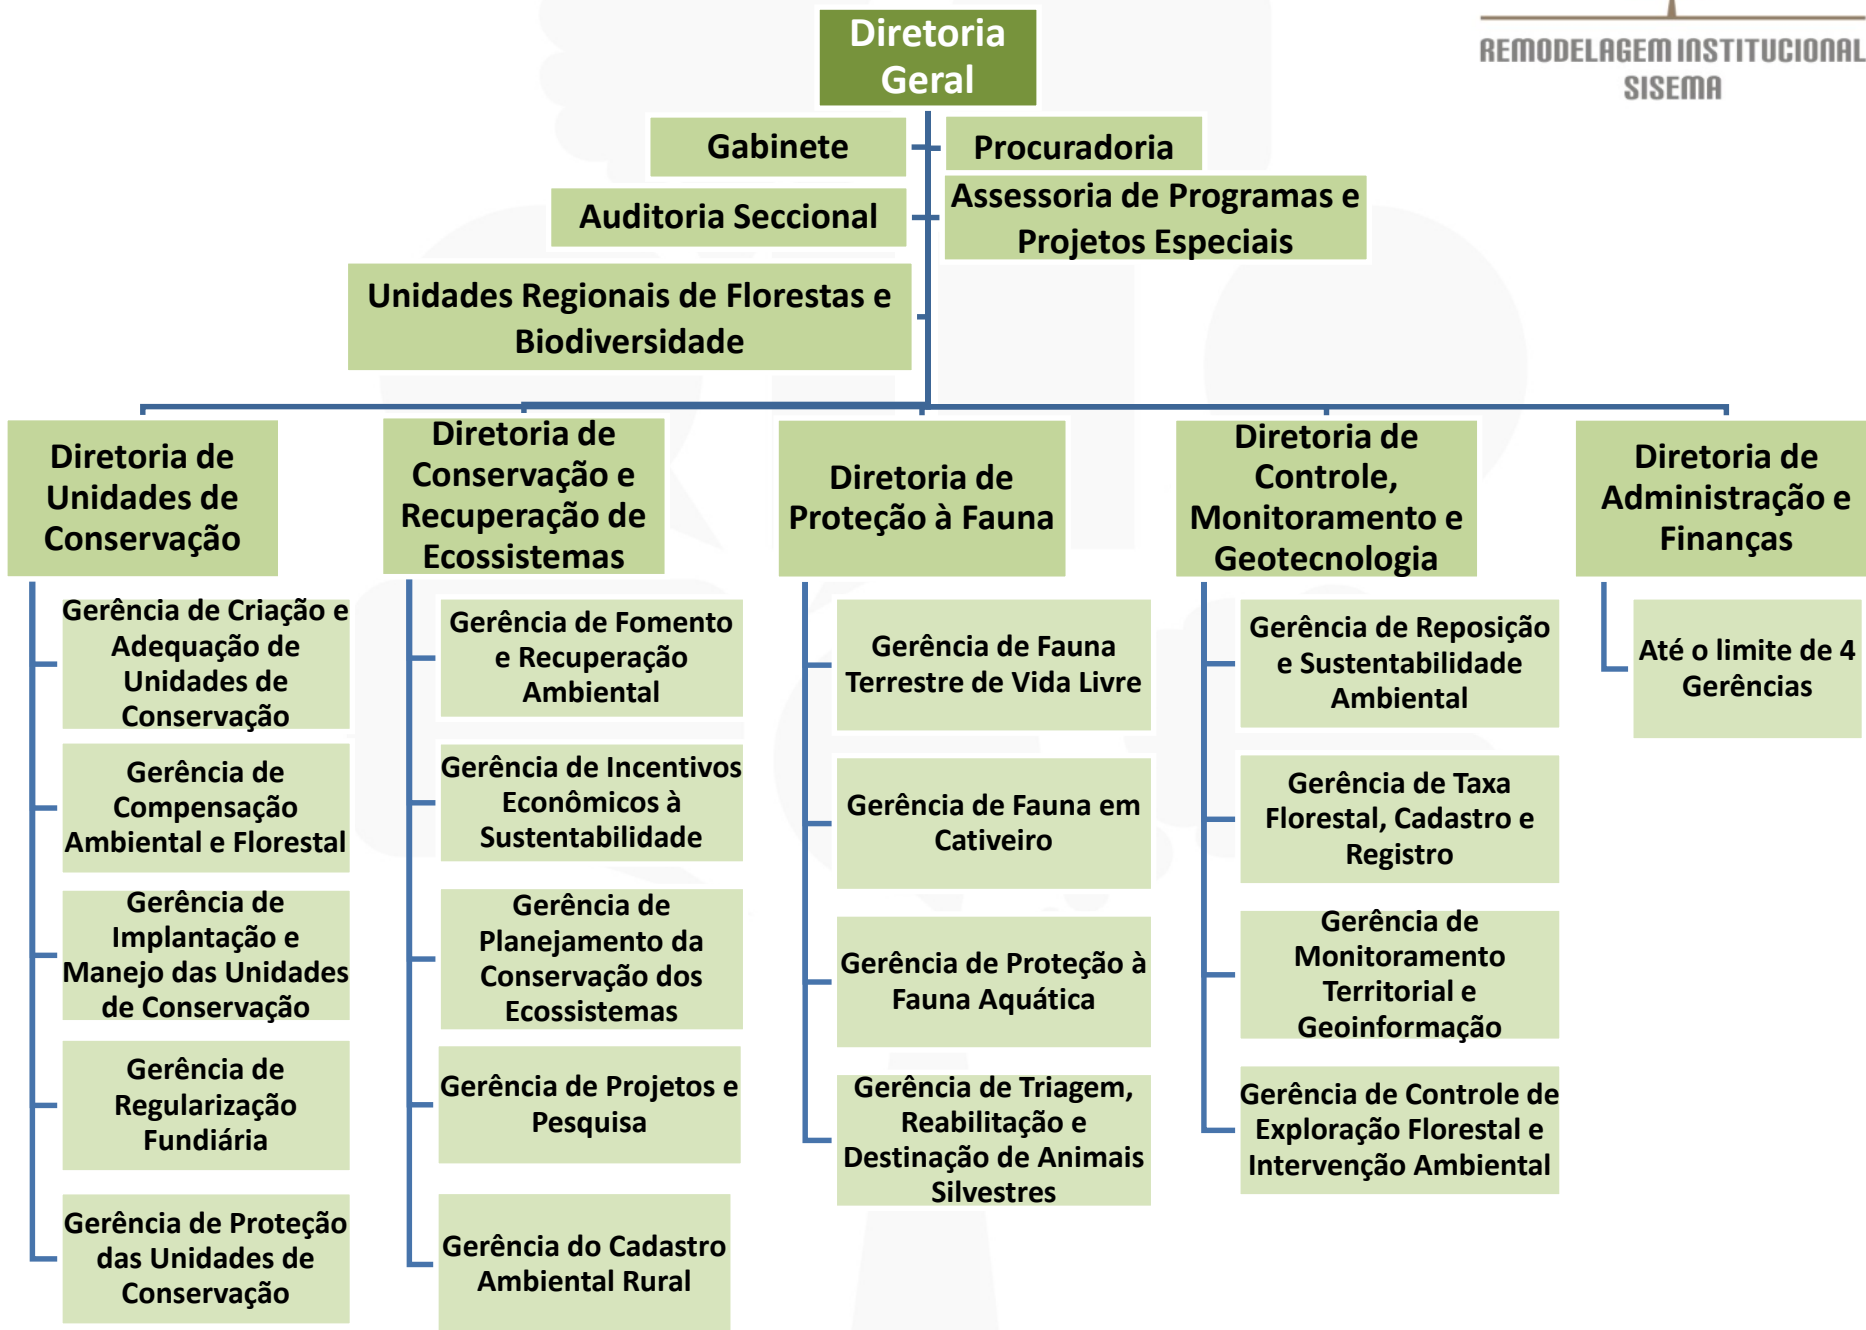 Diretoria
Geral
REMODELAGEM INSTITUCIONAL
SISEMA
Gabinete
Procuradoria
Auditoria Seccional
Assessoria de Programas e
Projetos Especiais
Unidades Regionais de Florestas e
Biodiversidade
Diretoria de
Unidades de
Conservação
Gerência de Criação e
Adequação de
Unidades de
Conservação
Gerência de
Compensação
Ambiental e Florestal
Gerência de
Implantação e
Manejo das Unidades
de Conservação
Gerência de
Regularização
Fundiária
Gerência de Proteção
das Unidades de
Conservação
Diretoria de
Conservação e
Recuperação de
Ecossistemas
Gerência de Fomento
e Recuperação
Ambiental
Gerência de Incentivos
Econômicos à
Sustentabilidade
Gerência de
Planejamento da
Conservação dos
Ecossistemas
Gerência de Projetos e
Pesquisa
Gerência do Cadastro
Ambiental Rural
Diretoria de
Proteção à Fauna
Gerência de Fauna
Terrestre de Vida Livre
Gerência de Fauna em
Cativeiro
Gerência de Proteção à
Fauna Aquática
Gerência de Triagem,
Reabilitação e
Destinação de Animais
Silvestres
Diretoria de
Controle,
Monitoramento e
Geotecnologia
Gerência de Reposição
e Sustentabilidade
Ambiental
Gerência de Taxa
Florestal, Cadastro e
Registro
Gerência de
Monitoramento
Territorial e
Geoinformação
Gerência de Controle de
Exploração Florestal e
Intervenção Ambiental
Diretoria de
Administração e
Finanças
Até o limite de 4
Gerências